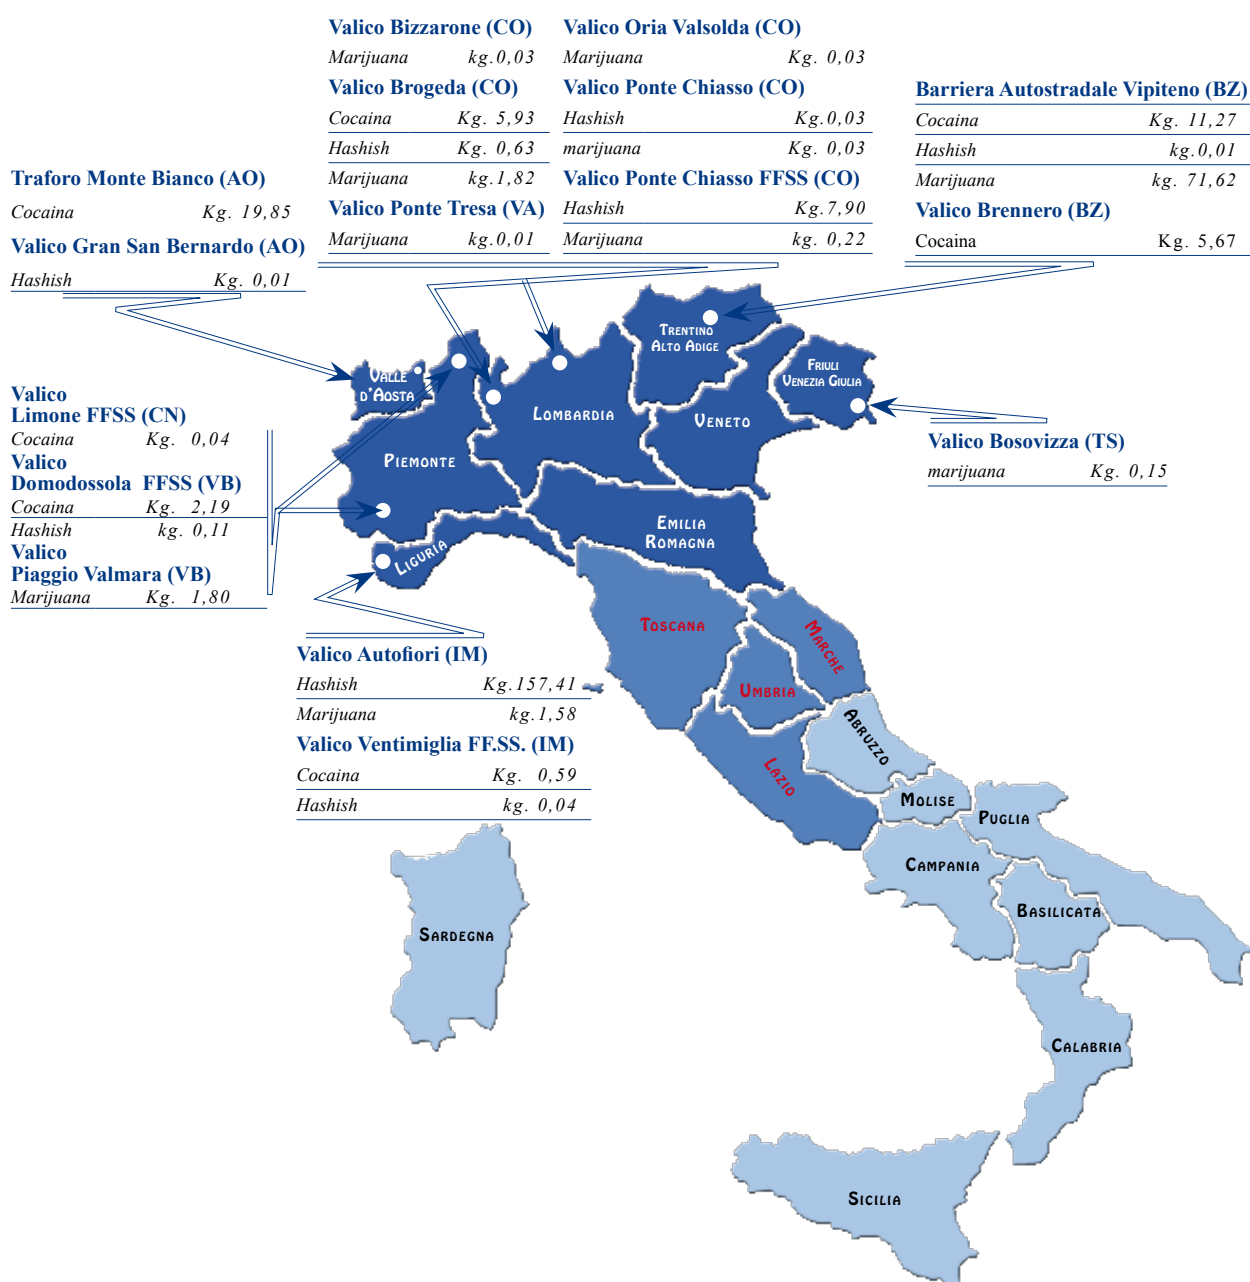 Valico Bizzarone (CO)
Marijuana kg.0,03
Valico Brogeda (CO)
Cocaina Kg. 5,93
Hashish Kg. 0,63
Marijuana kg.1,82
Valico Ponte Tresa (VA)
Marijuana kg.0,01
Valico Oria Valsolda (CO)
Marijuana Kg. 0,03
Valico Ponte Chiasso (CO)
Hashish Kg.0,03
marijuana Kg. 0,03
Valico Ponte Chiasso FFSS (CO)
Hashish Kg.7,90
Marijuana kg. 0,22
Barriera Autostradale Vipiteno (BZ)
Cocaina Kg. 11,27
Hashish kg.0,01
Marijuana kg. 71,62
Valico Brennero (BZ)
Cocaina Kg. 5,67
Traforo Monte Bianco (AO)
Cocaina Kg. 19,85
Valico Gran San Bernardo (AO)
Hashish Kg. 0,01
Valico
Limone FFSS (CN)
Cocaina Kg. 0,04
Valico
Domodossola FFSS (VB)
Cocaina Kg. 2,19
Hashish kg. 0,11
Valico
Piaggio Valmara (VB)
Marijuana Kg. 1,80
Valico Bosovizza (TS)
marijuana Kg. 0,15
Valico Autofiori (IM)
Hashish Kg.157,41
Marijuana kg.1,58
Valico Ventimiglia FF.SS. (IM)
Cocaina Kg. 0,59
Hashish kg. 0,04
Trentino
Alto Adige
Friuli
Venezia Giulia
Valle
d'Aosta
Lombardia
Veneto
Piemonte
Emilia
Romagna
Liguria
Toscana
Marche
Umbria
Abruzzo
Lazio
Molise
Puglia
Campania
Basilicata
Sardegna
Calabria
Sicilia